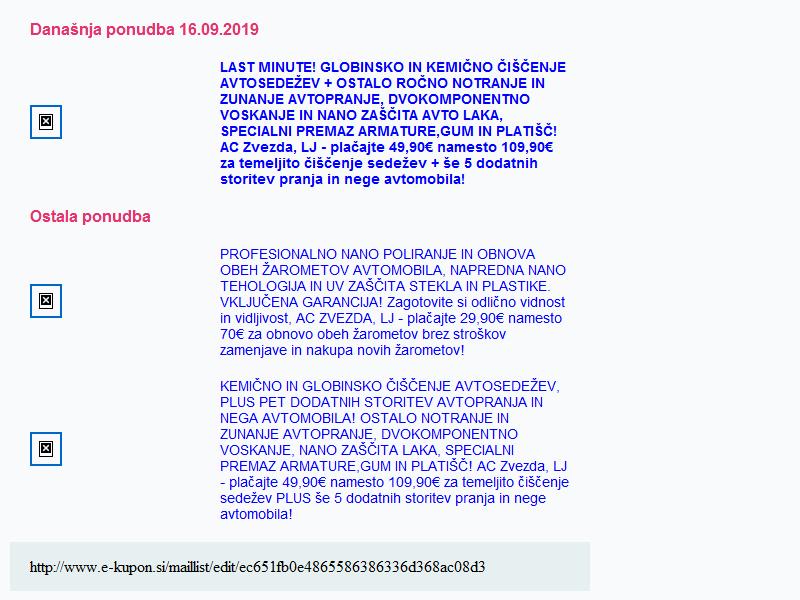 Današnja ponudba 16.09.2019
LAST MINUTE! GLOBINSKO IN KEMIČNO ČIŠČENJE
AVTOSEDEŽEV + OSTALO ROČNO NOTRANJE IN
ZUNANJE AVTOPRANJE, DVOKOMPONENTNO
VOSKANJE IN NANO ZAŠČITA AVTO LAKA,
SPECIALNI PREMAZ ARMATURE,GUM IN PLATIŠČ!
AC Zvezda, LJ - plačajte 49,90€ namesto 109,90€
za temeljito čiščenje sedežev + še 5 dodatnih
storitev pranja in nege avtomobila!
Ostala ponudba
PROFESIONALNO NANO POLIRANJE IN OBNOVA
OBEH ŽAROMETOV AVTOMOBILA, NAPREDNA NANO
TEHOLOGIJA IN UV ZAŠČITA STEKLA IN PLASTIKE.
VKLJUČENA GARANCIJA! Zagotovite si odlično vidnost
in vidljivost, AC ZVEZDA, LJ - plačajte 29,90€ namesto
70€ za obnovo obeh žarometov brez stroškov
zamenjave in nakupa novih žarometov!
KEMIČNO IN GLOBINSKO ČIŠČENJE AVTOSEDEŽEV,
PLUS PET DODATNIH STORITEV AVTOPRANJA IN
NEGA AVTOMOBILA! OSTALO NOTRANJE IN
ZUNANJE AVTOPRANJE, DVOKOMPONENTNO
VOSKANJE, NANO ZAŠČITA LAKA, SPECIALNI
PREMAZ ARMATURE,GUM IN PLATIŠČ! AC Zvezda, LJ
- plačajte 49,90€ namesto 109,90€ za temeljito čiščenje
sedežev PLUS še 5 dodatnih storitev pranja in nege
avtomobila!
http://www.e-kupon.si/maillist/edit/ec651fb0e4865586386336d368ac08d3